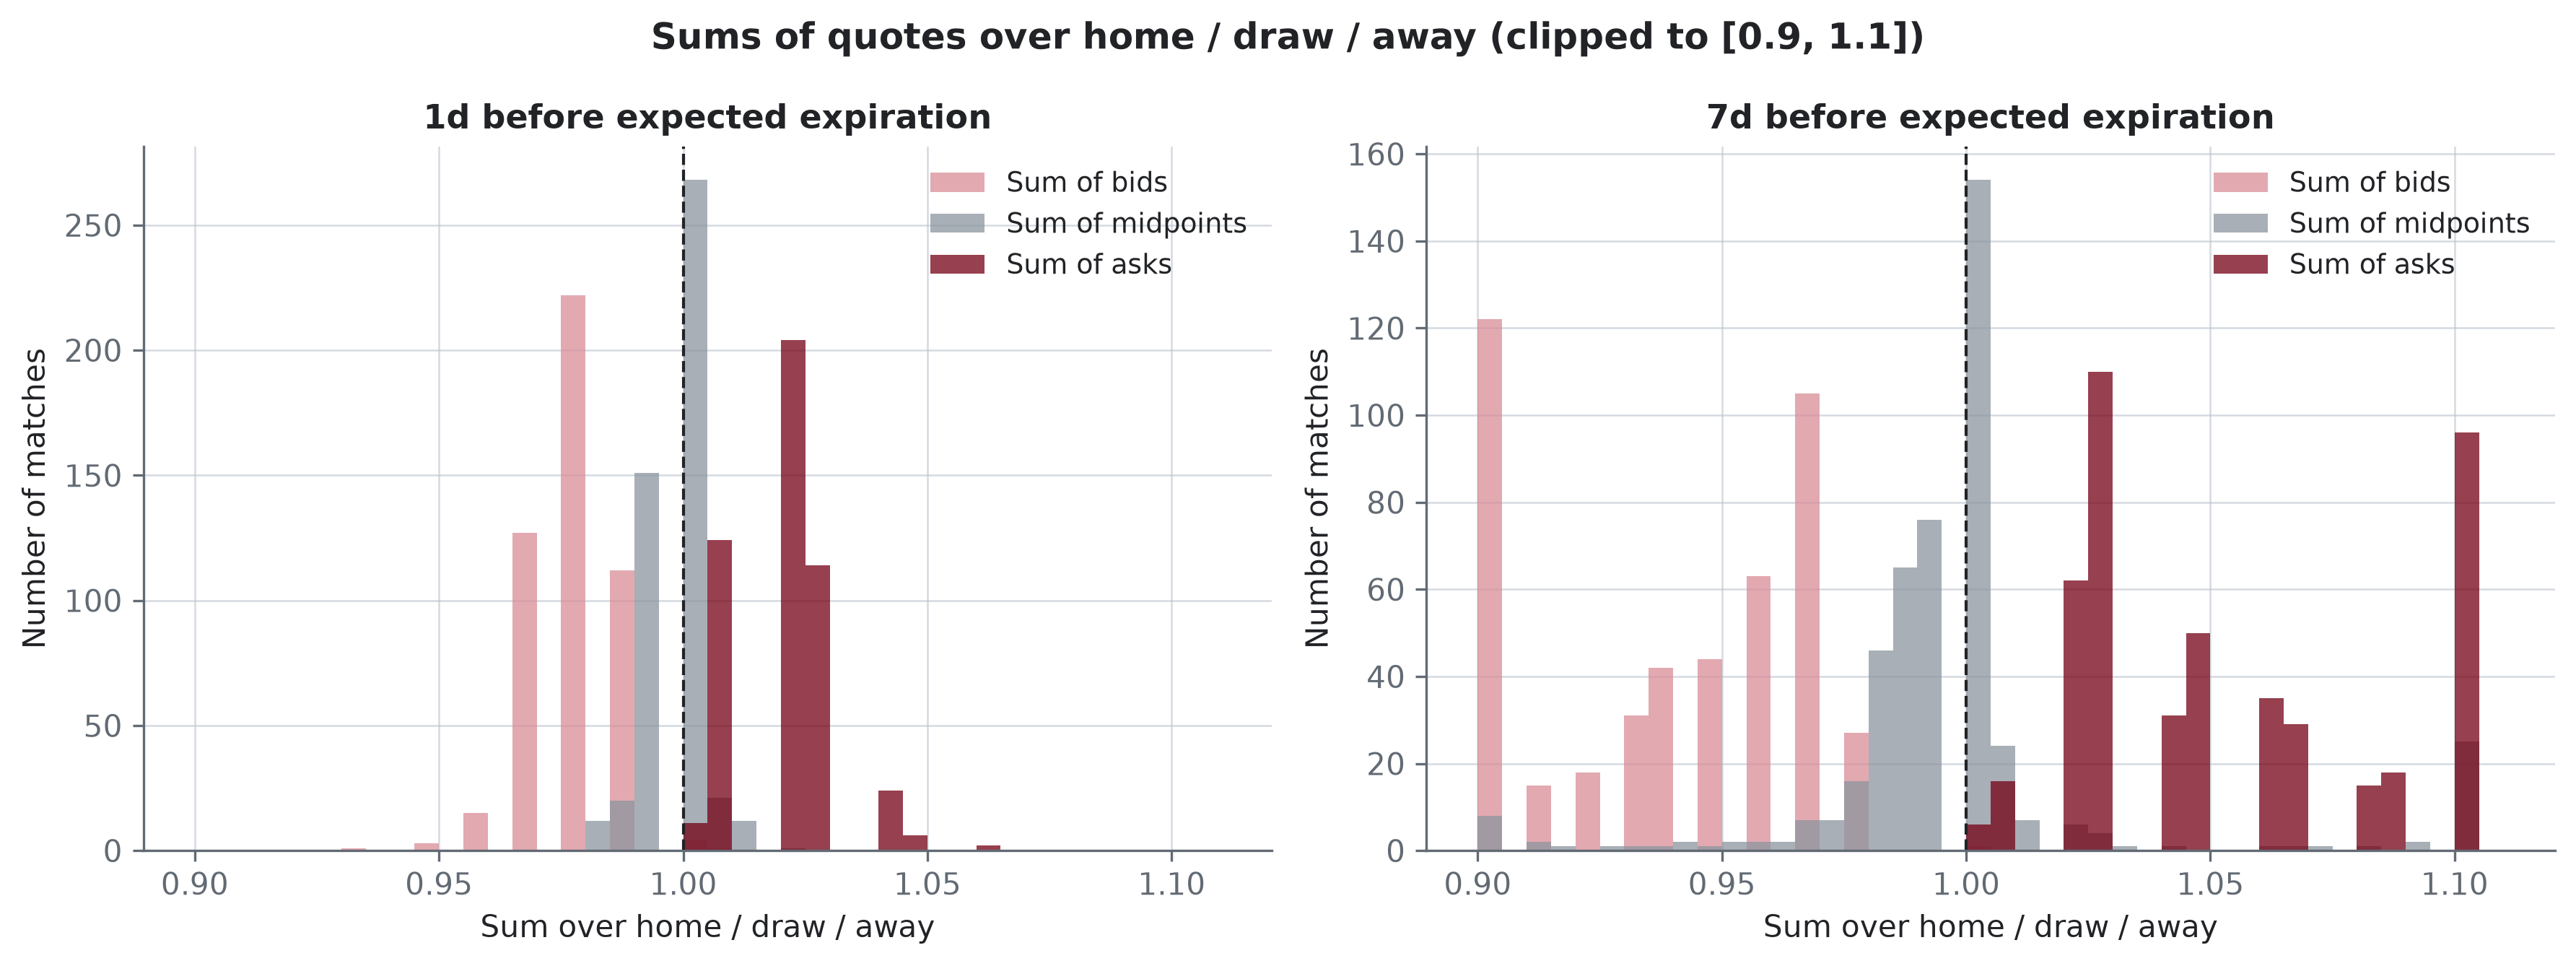 Sums of quotes over home / draw / away (clipped to [0.9, 1.1])
1d before expected expiration
Number of matches
250
200
150
100
50
0
Sum of bids
Sum of midpoints
Sum of asks
0.90
0.95
1.00
1.05
1.10
Sum over home / draw / away
7d before expected expiration
Number of matches
160
140
120
100
80
60
40
20
0
Sum of bids
Sum of midpoints
Sum of asks
0.90
0.95
1.00
1.05
1.10
Sum over home / draw / away